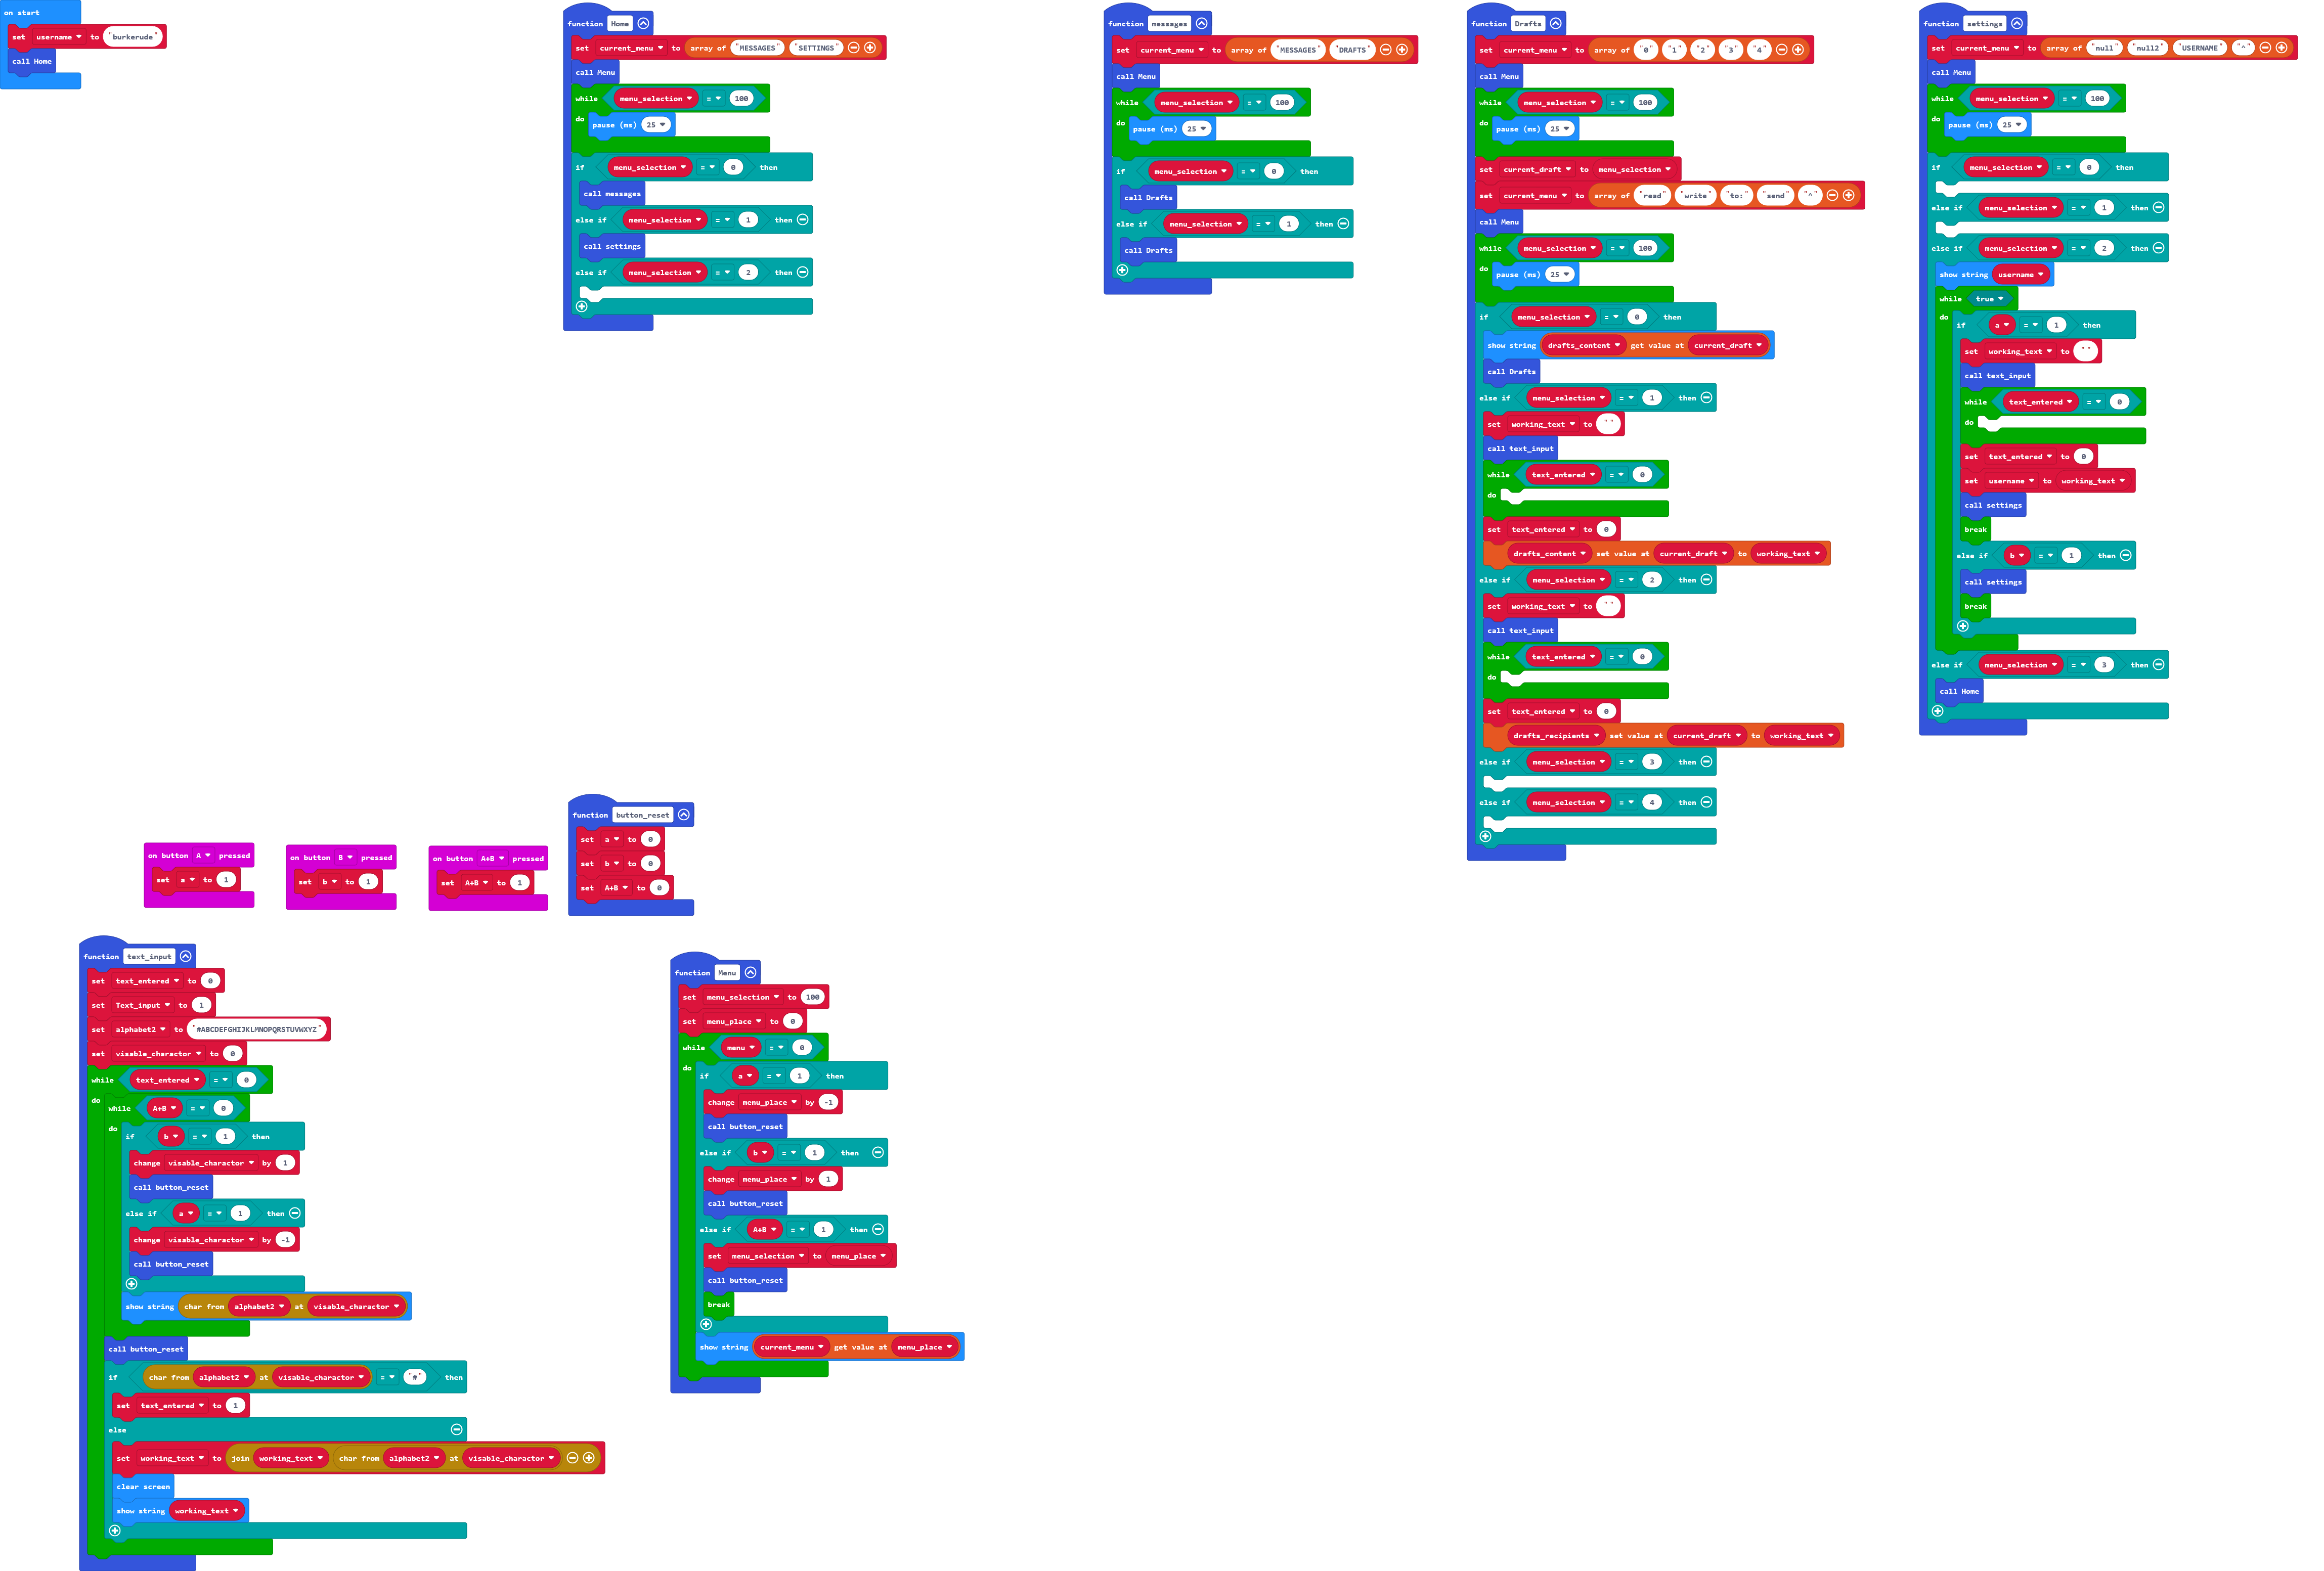 on start
set username to "burkerude"
call Home
function Home
set current_menu to array of "MESSAGES" "SETTINGS"
call Menu
while menu_selection = 100
do pause (ms) 25
if menu_selection = 0 then
call messages
else if menu_selection = 1 then
call settings
else if menu_selection = 2 then
function messages
set current_menu to array of "MESSAGES" "DRAFTS"
call Menu
while menu_selection = 100
do pause (ms) 25
if menu_selection = 0 then
call Drafts
else if menu_selection = 1 then
call Drafts
function Drafts
set current_menu to array of "0" "1" "2" "3" "4"
call Menu
while menu_selection = 100
do pause (ms) 25
set current_draft to menu_selection
set current_menu to array of "read" "write" "to:" "send" "^"
call Menu
while menu_selection = 100
do pause (ms) 25
if menu_selection = 0 then
show string drafts_content get value at current_draft
call Drafts
else if menu_selection = 1 then
set working_text to ""
call text_input
while text_entered = 0
do
set text_entered to 0
drafts_content set value at current_draft to working_text
else if menu_selection = 2 then
set working_text to ""
call text_input
while text_entered = 0
do
set text_entered to 0
drafts_recipients set value at current_draft to working_text
else if menu_selection = 3 then
else if menu_selection = 4 then
function settings
set current_menu to array of "null" "null2" "USERNAME" "^"
call Menu
while menu_selection = 100
do pause (ms) 25
if menu_selection = 0 then
else if menu_selection = 1 then
else if menu_selection = 2 then
show string username
while true
do if a = 1 then
set working_text to ""
call text_input
while text_entered = 0
do
set text_entered to 0
set username to working_text
call settings
break
else if b = 1 then
call settings
break
else if menu_selection = 3 then
call Home
on button A pressed
set a to 1
on button B pressed
set b to 1
on button A+B pressed
set A+B to 1
function button_reset
set a to 0
set b to 0
set A+B to 0
function text_input
set text_entered to 0
set Text_input to 1
set alphabet2 to "#ABCDEFGHIJKLMNOPQRSTUVWXYZ"
set visable_charactor to 0
while text_entered = 0
do while A+B = 0
do if b = 1 then
change visable_charactor by 1
call button_reset
else if a = 1 then
change visable_charactor by -1
call button_reset
show string char from alphabet2 at visable_charactor
call button_reset
if char from alphabet2 at visable_charactor = "#" then
set text_entered to 1
else
set working_text to join working_text char from alphabet2 at visable_charactor
clear screen
show string working_text
function Menu
set menu_selection to 100
set menu_place to 0
while menu = 0
do if a = 1 then
change menu_place by -1
call button_reset
else if b = 1 then
change menu_place by 1
call button_reset
else if A+B = 1 then
set menu_selection to menu_place
call button_reset
break
show string current_menu get value at menu_place